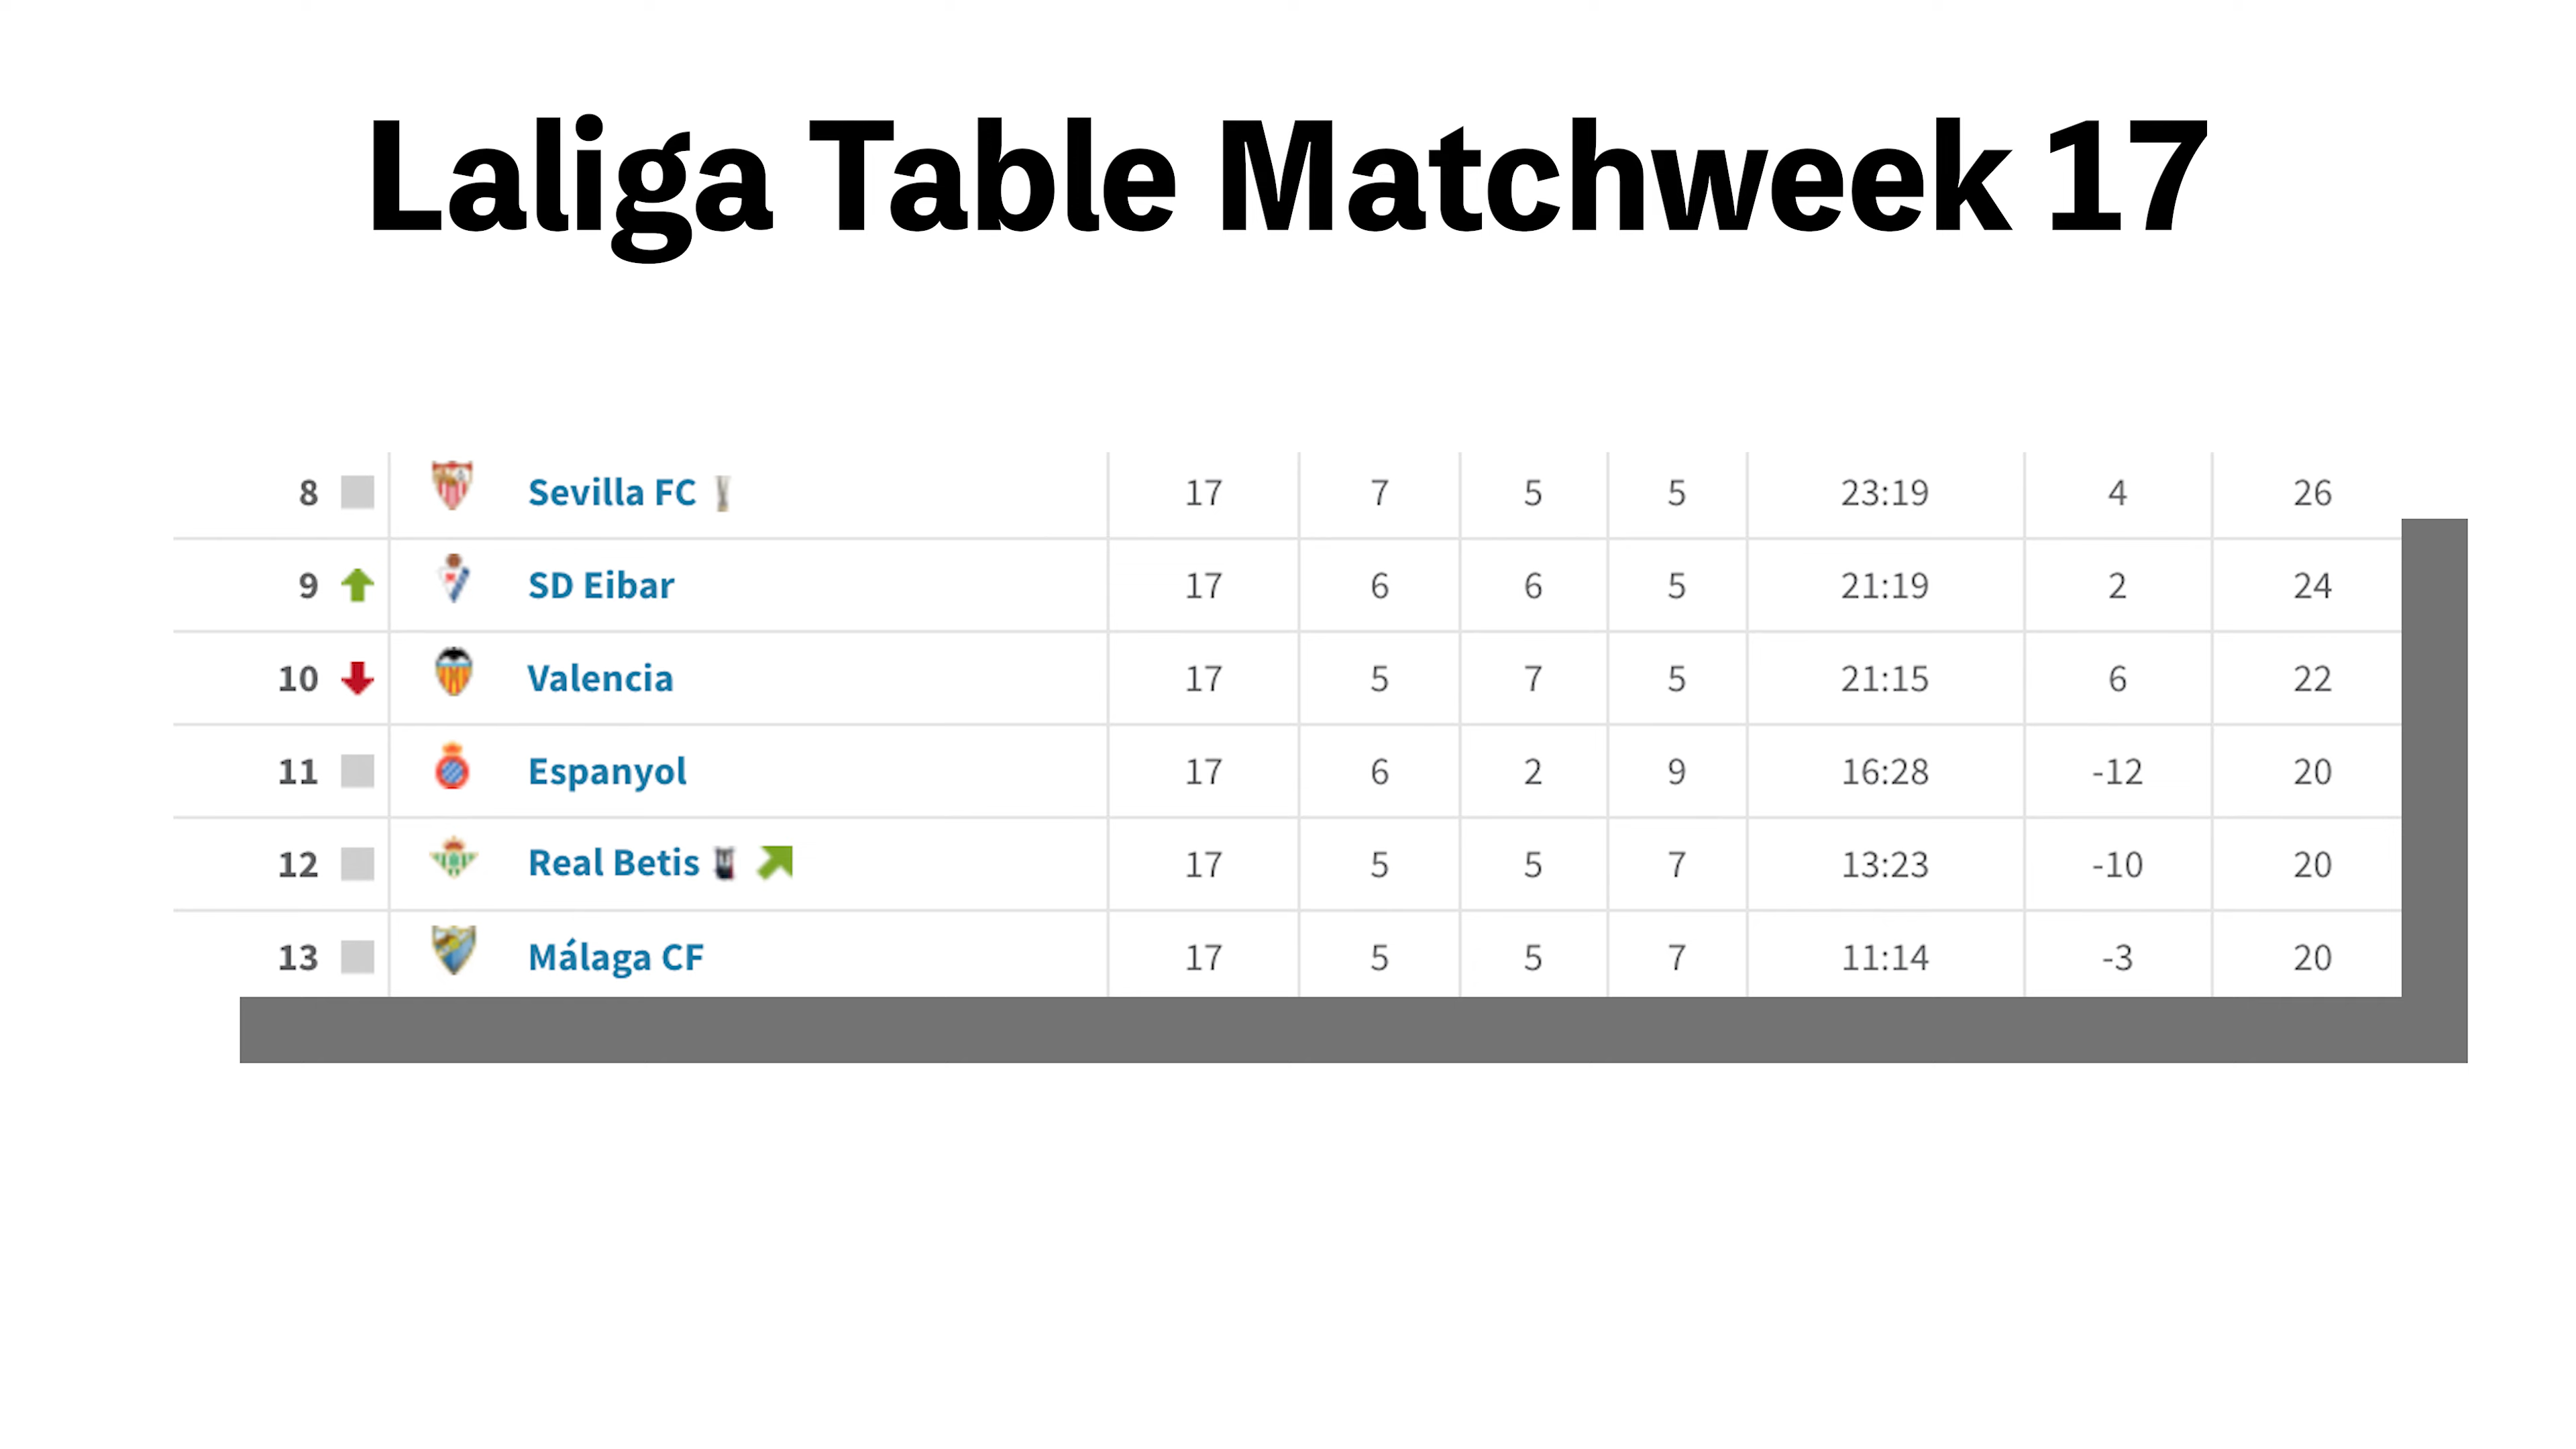 Laliga Table Matchweek 17
8 Sevilla FC 17 7 5 5 23:19 4 26
9 SD Eibar 17 6 6 5 21:19 2 24
10 Valencia 17 5 7 5 21:15 6 22
11 Espanyol 17 6 2 9 16:28 -12 20
12 Real Betis 17 5 5 7 13:23 -10 20
13 Málaga CF 17 5 5 7 11:14 -3 20